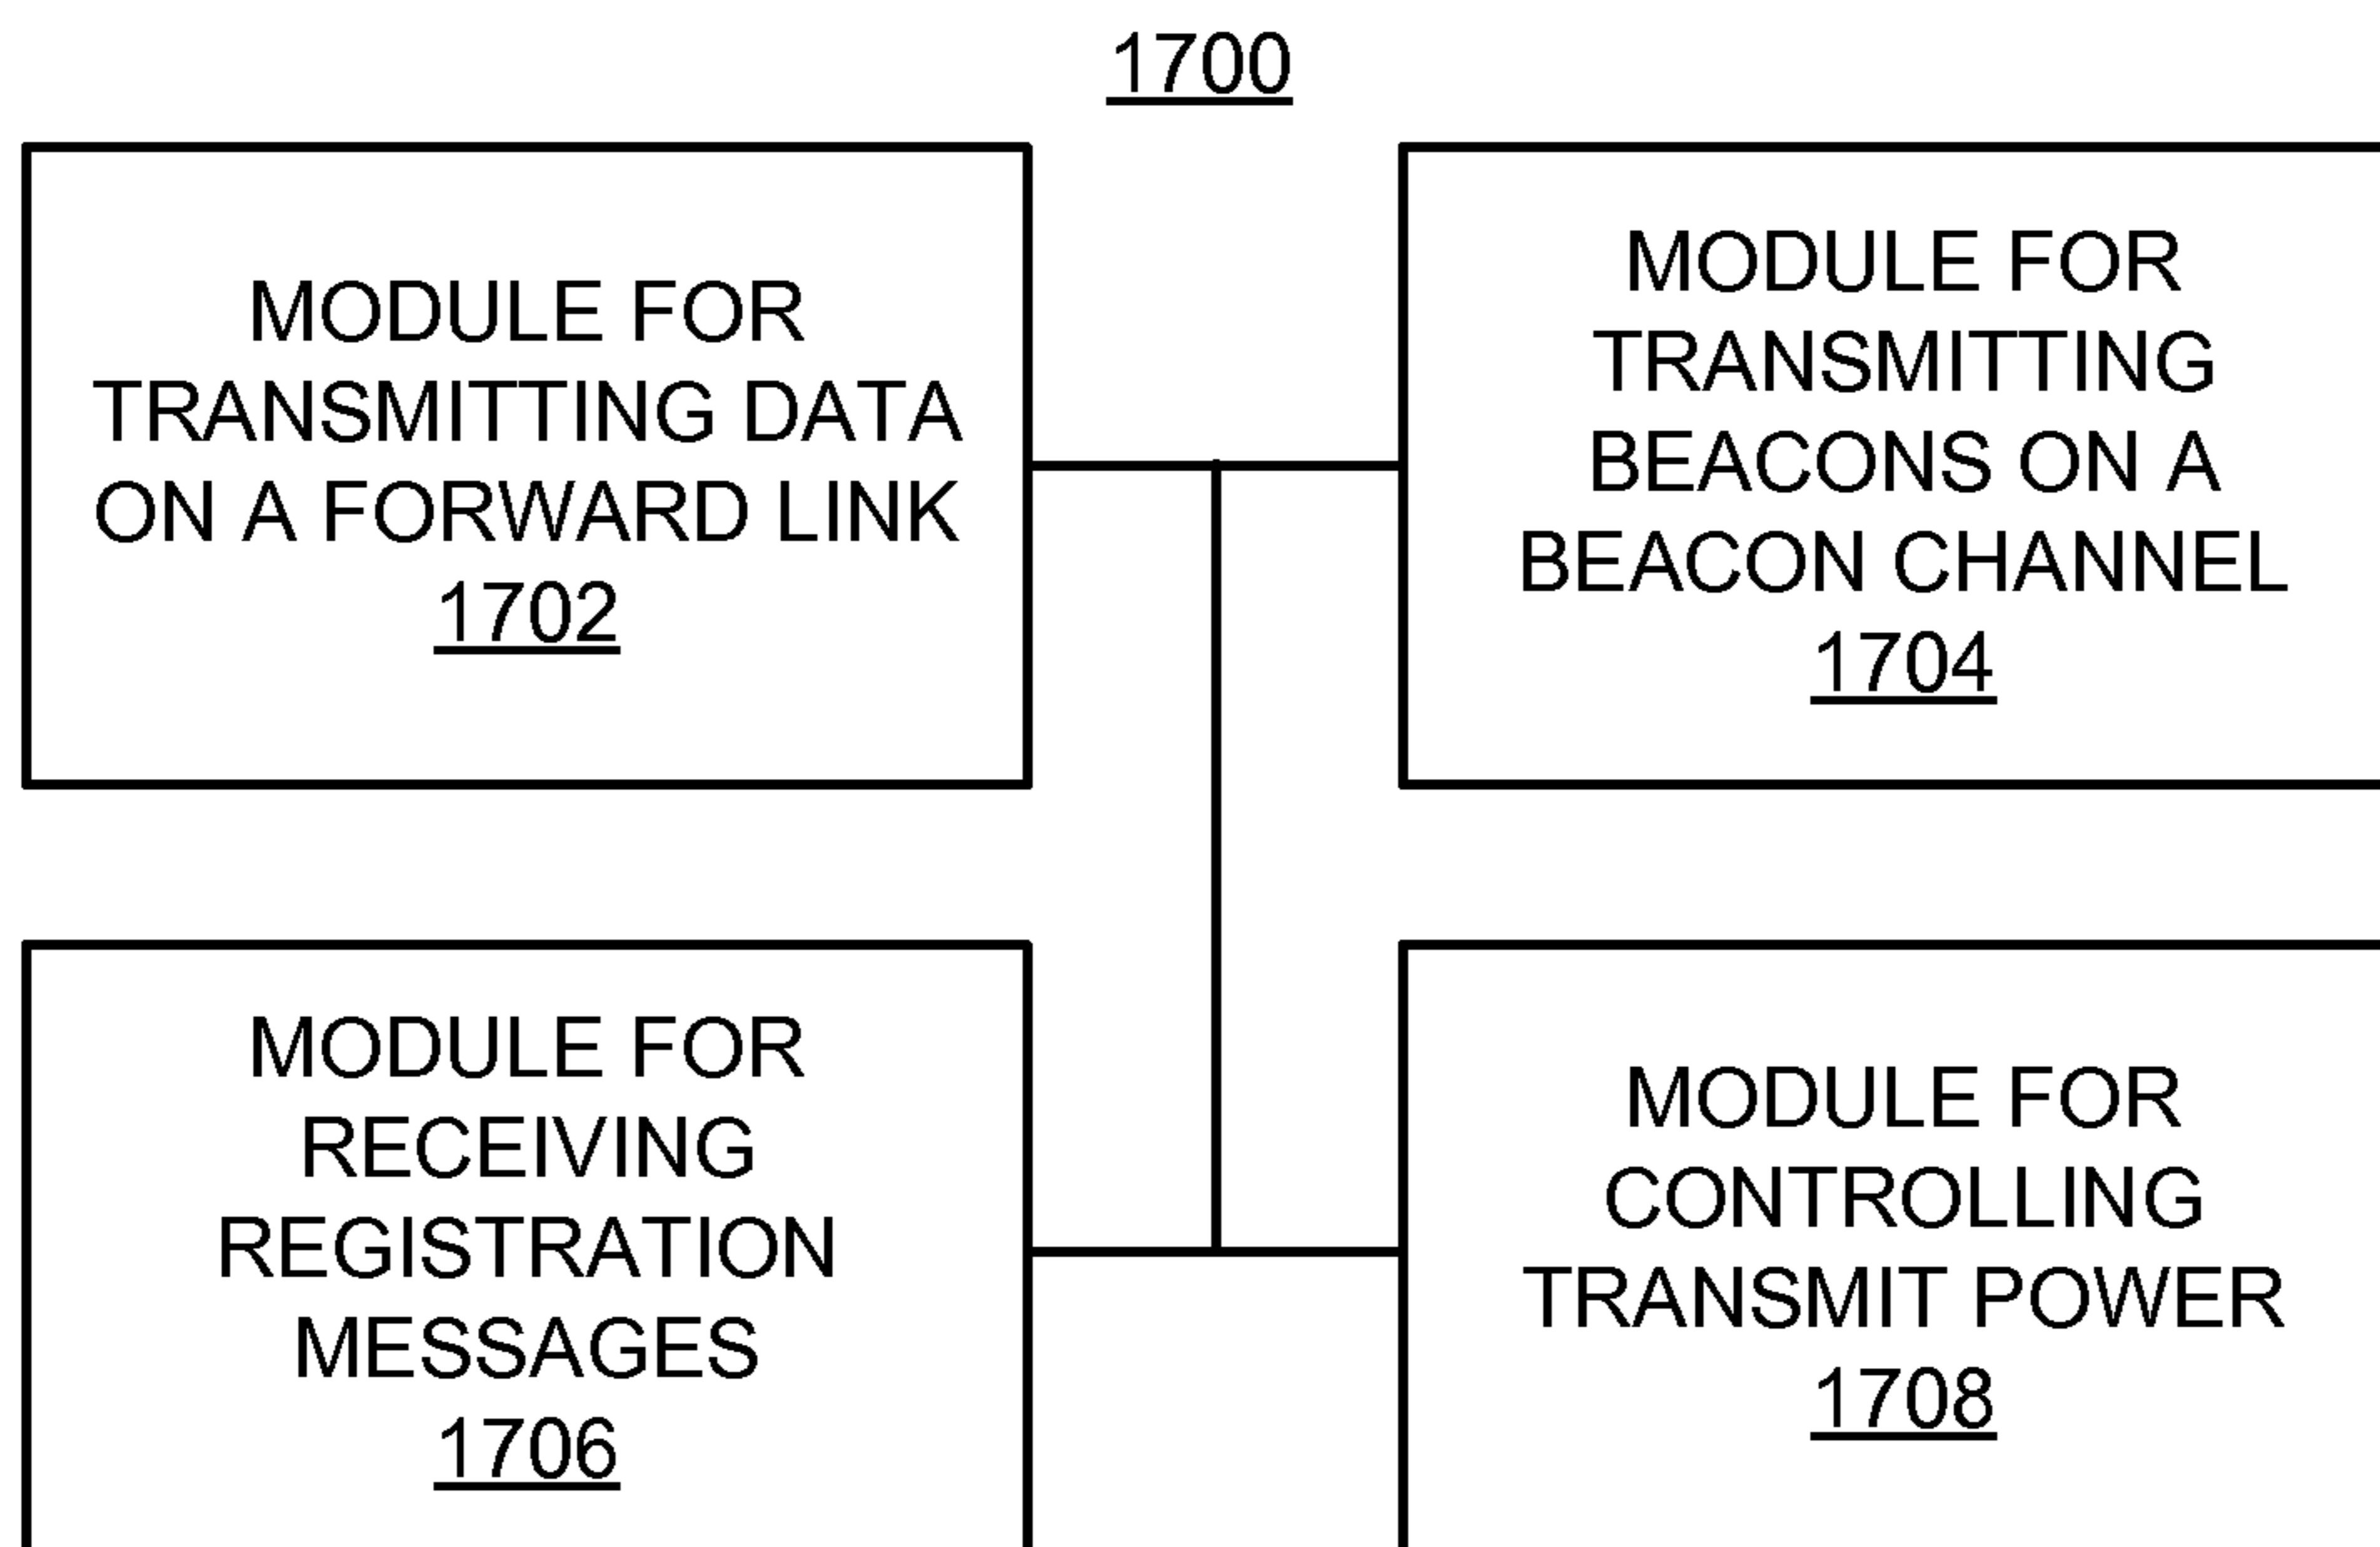 1700
MODULE FOR
TRANSMITTING DATA
ON A FORWARD LINK
1702
MODULE FOR
TRANSMITTING
BEACONS ON A
BEACON CHANNEL
1704
MODULE FOR
RECEIVING
REGISTRATION
MESSAGES
1706
MODULE FOR
CONTROLLING
TRANSMIT POWER
1708